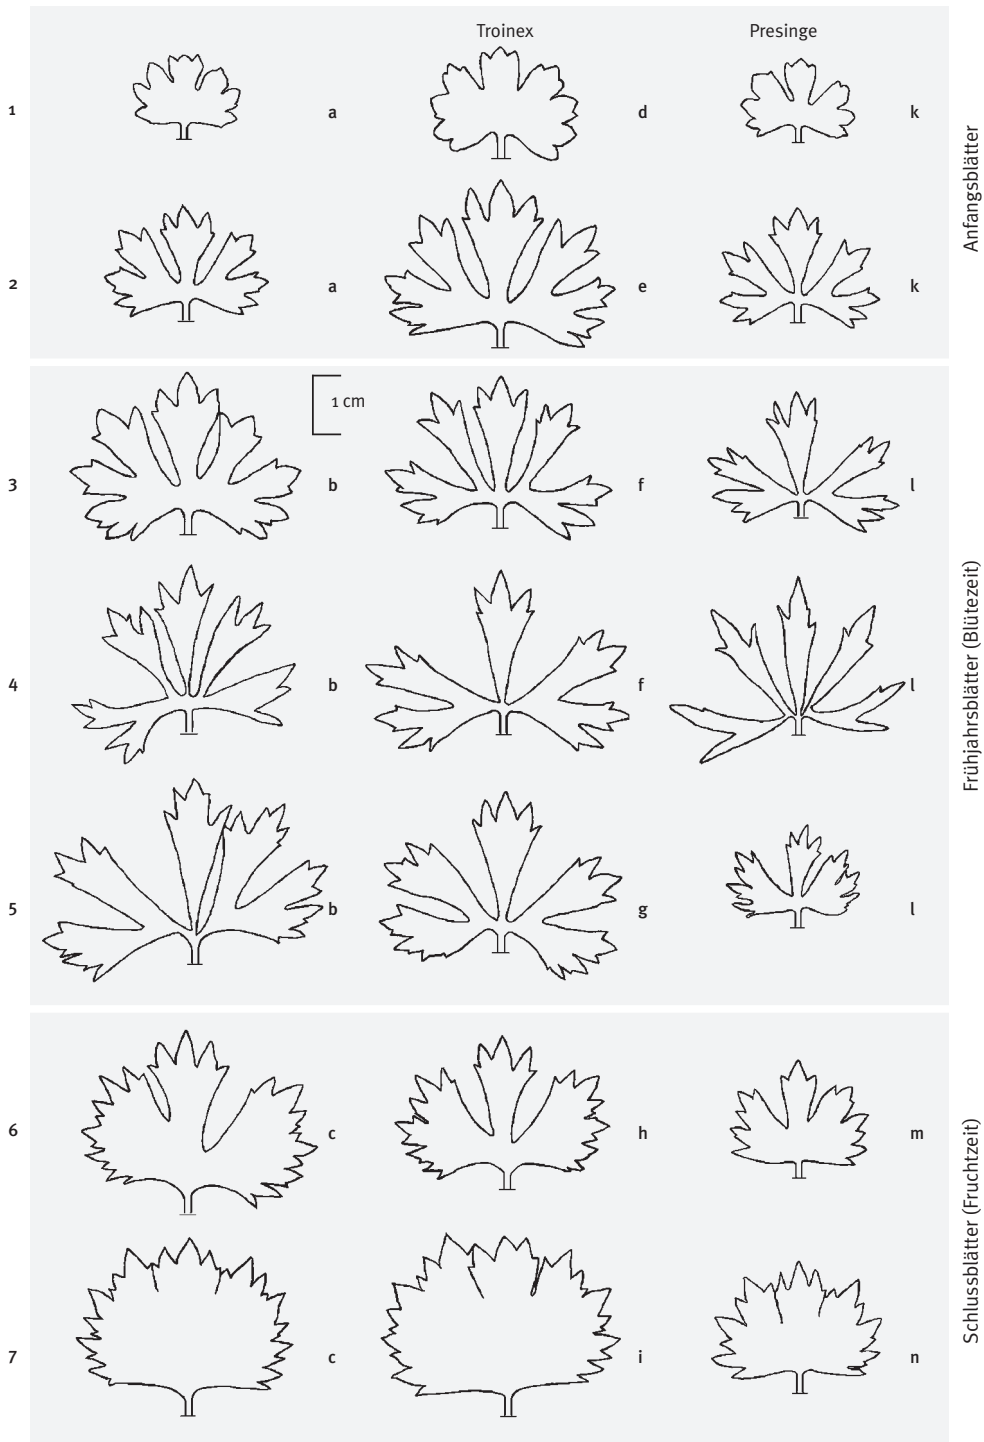 Troinex Presinge
1 a d k
2 a e k
Anfangsblätter
1 cm
3 b f l
4 b f l
5 b g l
Frühjahrsblätter (Blütezeit)
6 c h m
7 c i n
Schlussblätter (Fruchtzeit)